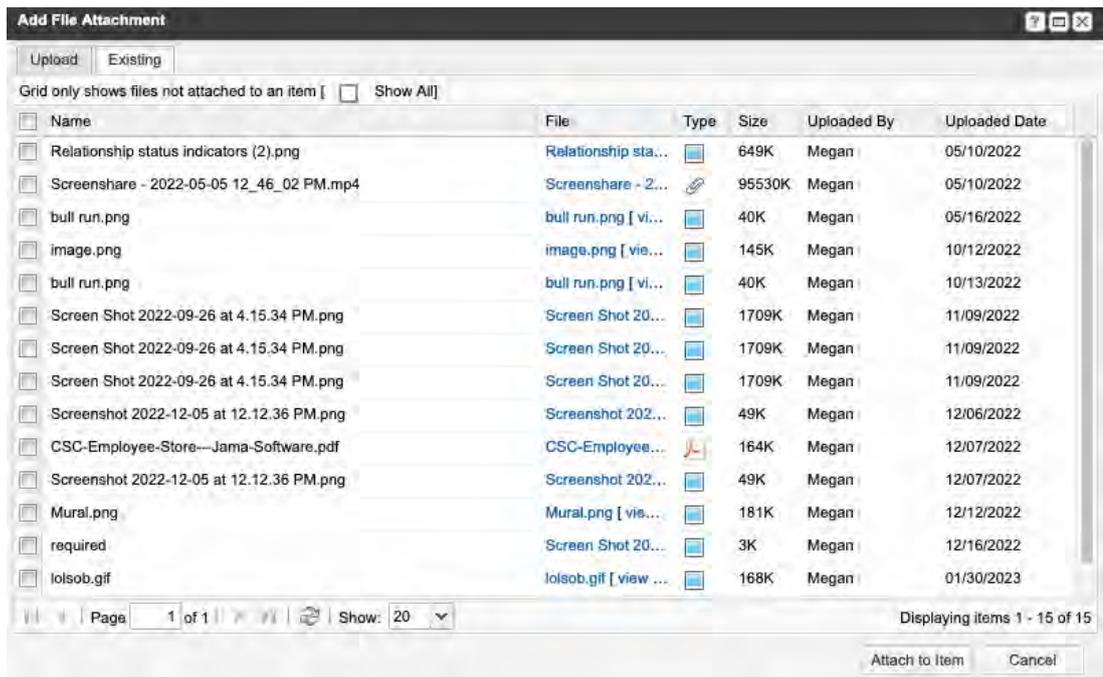 Add File Attachment
Upload Existing
Grid only shows files not attached to an item [ Show All]
Name File Type Size Uploaded By Uploaded Date
Relationship status indicators (2).png Relationship sta... 649K Megan 05/10/2022
Screenshare - 2022-05-05 12_46_02 PM.mp4 Screenshare - 2... 95530K Megan 05/10/2022
bull run.png bull run.png [ vi... 40K Megan 05/16/2022
image.png image.png [ vie... 145K Megan 10/12/2022
bull run.png bull run.png [ vi... 40K Megan 10/13/2022
Screen Shot 2022-09-26 at 4.15.34 PM.png Screen Shot 20... 1709K Megan 11/09/2022
Screen Shot 2022-09-26 at 4.15.34 PM.png Screen Shot 20... 1709K Megan 11/09/2022
Screen Shot 2022-09-26 at 4.15.34 PM.png Screen Shot 20... 1709K Megan 11/09/2022
Screenshot 2022-12-05 at 12.12.36 PM.png Screenshot 202... 49K Megan 12/06/2022
CSC-Employee-Store---Jama-Software.pdf CSC-Employee... 164K Megan 12/07/2022
Screenshot 2022-12-05 at 12.12.36 PM.png Screenshot 202... 49K Megan 12/07/2022
Mural.png Mural.png [ vie... 181K Megan 12/12/2022
required Screen Shot 20... 3K Megan 12/16/2022
lolsob.gif lolsob.gif [ view ... 168K Megan 01/30/2023
Page 1 of 1 Show: 20 Displaying items 1 - 15 of 15
Attach to Item Cancel